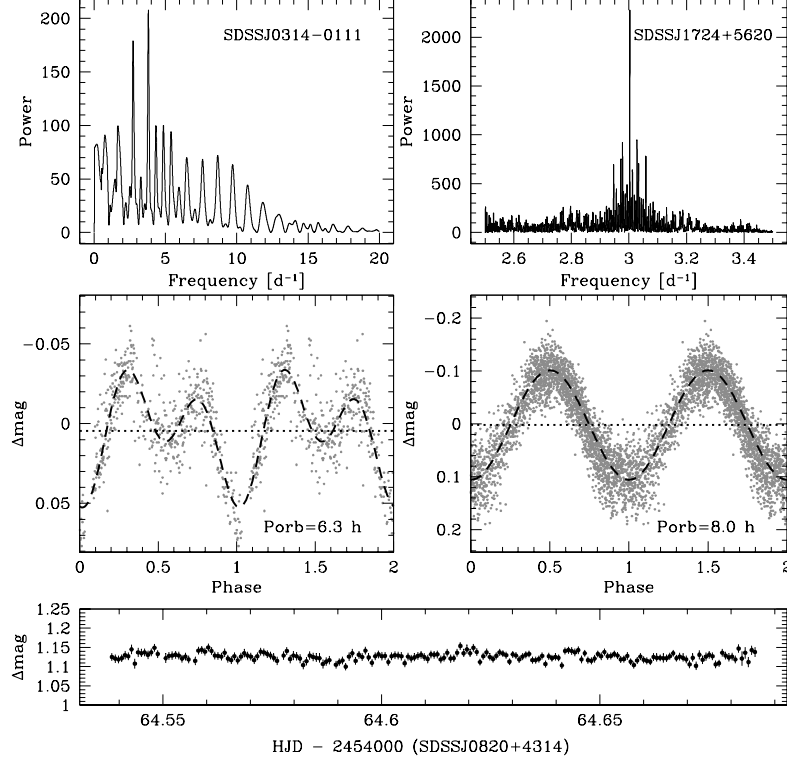 SDSSJ0314−0111
Power
200
150
100
50
0
0 5 10 15 20
Frequency [d⁻¹]
SDSSJ1724+5620
Power
2000
1500
1000
500
0
2.6 2.8 3 3.2 3.4
Frequency [d⁻¹]
Δmag
−0.05
0
0.05
Porb=6.3 h
0 0.5 1 1.5 2
Phase
Δmag
−0.2
−0.1
0
0.1
0.2
Porb=8.0 h
0 0.5 1 1.5 2
Phase
Δmag
1.25
1.2
1.15
1.1
1.05
1
64.55 64.6 64.65
HJD − 2454000 (SDSSJ0820+4314)